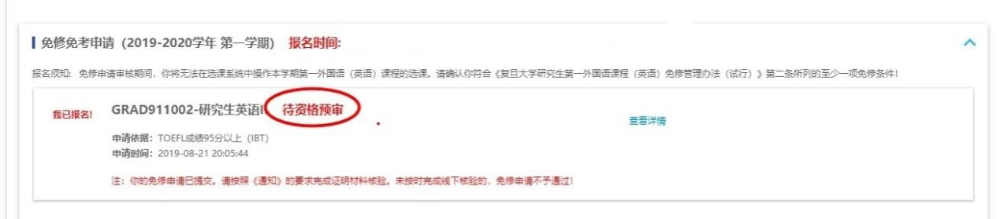 免修免考申请（2019-2020学年 第一学期） 报名时间:
报名须知: 免修申请审核期间，你将无法在选课系统中操作本学期第一外国语（英语）课程的选课。请确认你符合《复旦大学研究生第一外国语课程（英语）免修管理办法（试行）》第二条所列的至少一项免修条件！
我已报名! GRAD911002-研究生英语I 待资格预审 查看详情
申请依据: TOEFL成绩95分以上（IBT）
申请时间: 2019-08-21 20:05:44
注: 你的免修申请已提交。请按照《通知》的要求完成证明材料核验。未按时完成线下核验的，免修申请不予通过!